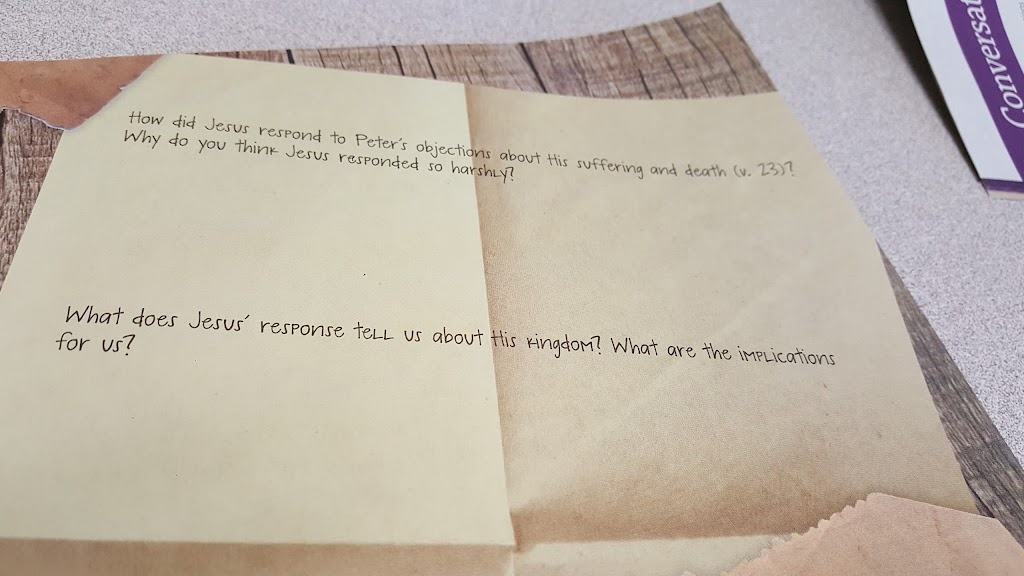 How did Jesus respond to Peter's objections about His suffering and death (v. 23)?
Why do you think Jesus responded so harshly?
What does Jesus' response tell us about His kingdom? What are the implications
for us?